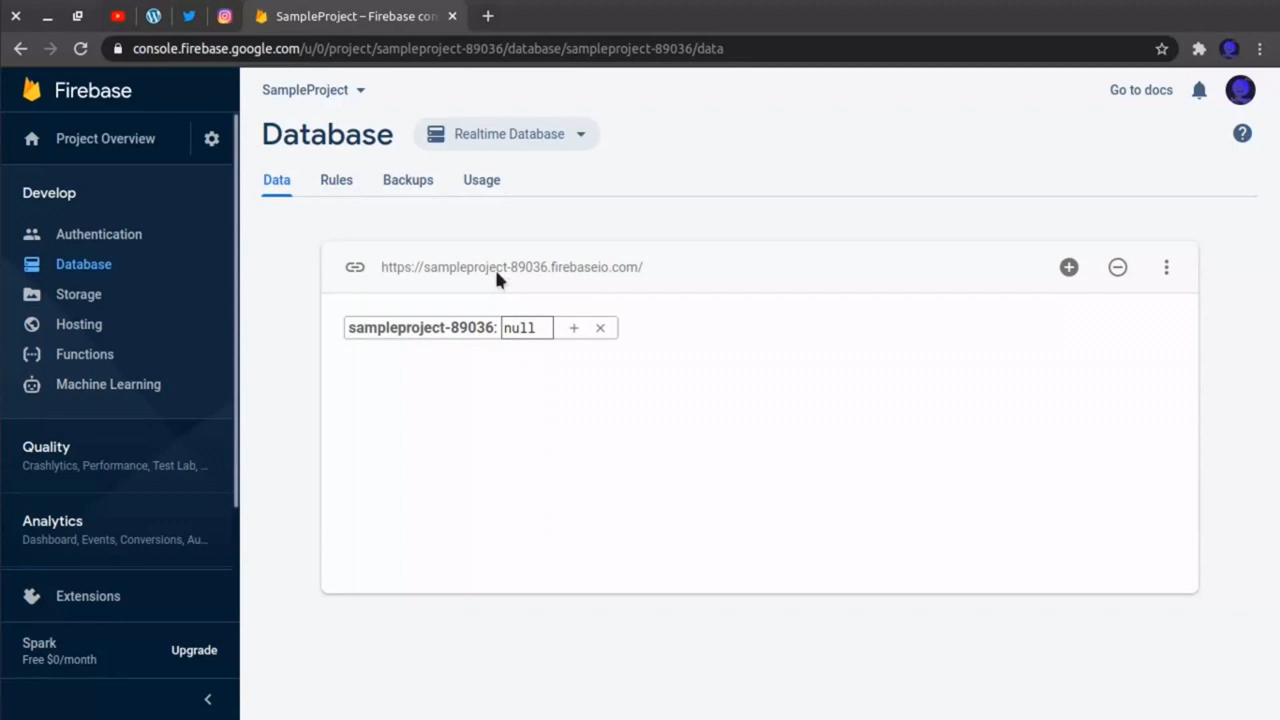 SampleProject – Firebase con
console.firebase.google.com/u/0/project/sampleproject-89036/database/sampleproject-89036/data
Firebase
SampleProject
Go to docs
Project Overview
Database
Realtime Database
Develop
Data
Rules
Backups
Usage
Authentication
Database
Storage
Hosting
Functions
Machine Learning
https://sampleproject-89036.firebaseio.com/
sampleproject-89036: null
Quality
Crashlytics, Performance, Test Lab, ...
Analytics
Dashboard, Events, Conversions, Au...
Extensions
Spark
Free $0/month
Upgrade